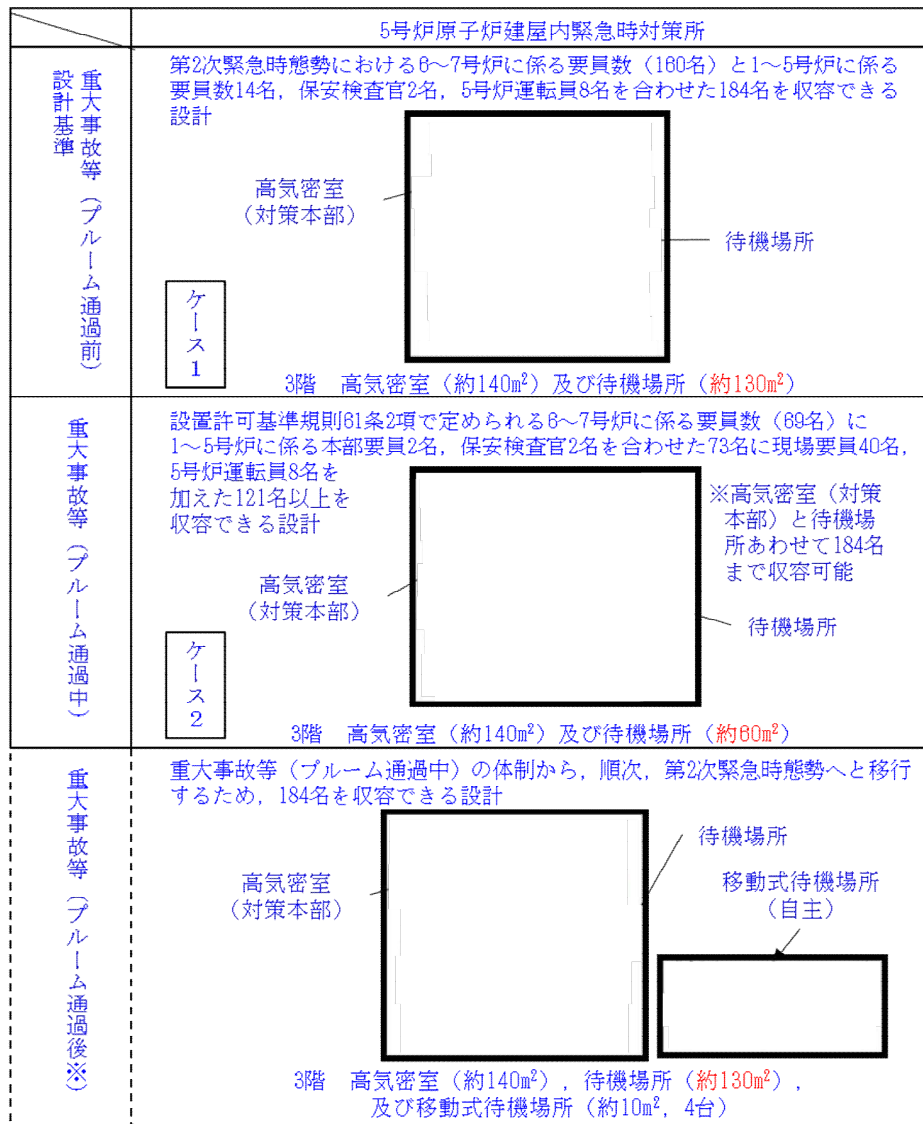 5号炉原子炉建屋内緊急時対策所
設計基準
重大事故等（プルーム通過前）
第2次緊急時態勢における6～7号炉に係る要員数（160名）と1～5号炉に係る
要員数14名，保安検査官2名，5号炉運転員8名を合わせた184名を収容できる
設計
高気密室
（対策本部）
待機場所
ケース1
3階　高気密室（約140m²）及び待機場所（約130m²）
重大事故等（プルーム通過中）
設置許可基準規則61条2項で定められる6～7号炉に係る要員数（69名）に
1～5号炉に係る本部要員2名，保安検査官2名を合わせた73名に現場要員40名，
5号炉運転員8名を
加えた121名以上を
収容できる設計
※高気密室（対策
本部）と待機場
所あわせて184名
まで収容可能
高気密室
（対策本部）
待機場所
ケース2
3階　高気密室（約140m²）及び待機場所（約60m²）
重大事故等（プルーム通過後※）
重大事故等（プルーム通過中）の体制から，順次，第2次緊急時態勢へと移行
するため，184名を収容できる設計
待機場所
高気密室
（対策本部）
移動式待機場所
（自主）
3階　高気密室（約140m²），待機場所（約130m²），
及び移動式待機場所（約10m²，4台）